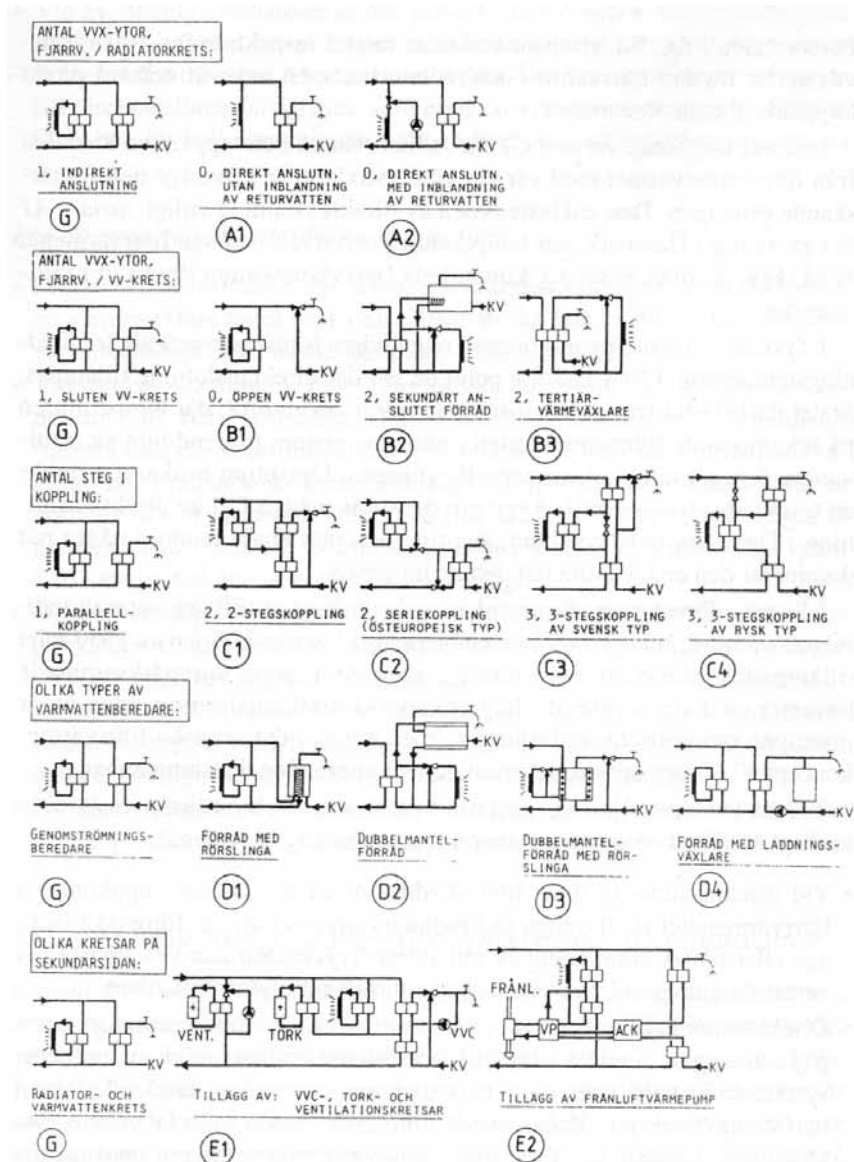 ANTAL VVX-YTOR,
FJÄRRV./RADIATORKRETS:
KV
KV
KV
1, INDIREKT
ANSLUTNING
0, DIREKT ANSLUTN.
UTAN INBLANDNING
AV RETURVATTEN
0, DIREKT ANSLUTN.
MED INBLANDNING
AV RETURVATTEN
G
A1
A2
ANTAL VVX-YTOR,
FJÄRRV./VV-KRETS:
KV
KV
KV
KV
1, SLUTEN VV-KRETS
0, ÖPPEN VV-KRETS
2, SEKUNDÄRT AN-
SLUTET FÖRRÅD
2, TERTIÄR-
VÄRMEVÄXLARE
G
B1
B2
B3
ANTAL STEG I
KOPPLING:
KV
KV
KV
KV
KV
1, PARALLELL-
KOPPLING
2, 2-STEGSKOPPLING
2, SERIEKOPPLING
(ÖSTEUROPEISK TYP)
3, 3-STEGSKOPPLING
AV SVENSK TYP
3, 3-STEGSKOPPLING
AV RYSK TYP
G
C1
C2
C3
C4
OLIKA TYPER AV
VARMVATTENBEREDARE:
KV
KV
KV
KV
KV
GENOMSTRÖMNINGS-
BEREDARE
FÖRRÅD MED
RÖRSLINGA
DUBBELMANTEL-
FÖRRÅD
DUBBELMANTEL-
FÖRRÅD MED RÖR-
SLINGA
FÖRRÅD MED LADDNINGS-
VÄXLARE
G
D1
D2
D3
D4
OLIKA KRETSAR PÅ
SEKUNDÄRSIDAN:
KV
VENT.
TORK
VVC
KV
FRÅNL.
VP
ACK
KV
RADIATOR- OCH
VARMVATTENKRETS
TILLÄGG AV: VVC-, TORK- OCH
VENTILATIONSKRETSAR
TILLÄGG AV FRÅNLUFTVÄRMEPUMP
G
E1
E2